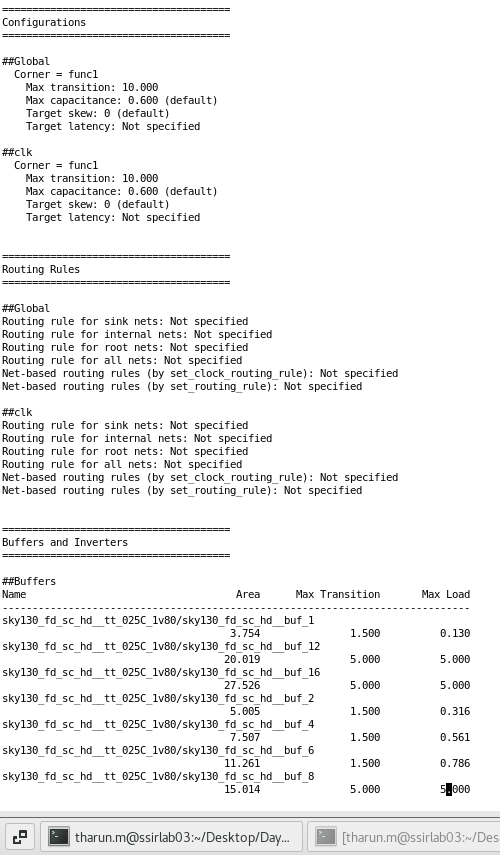 ======================================
Configurations
======================================
##Global
Corner = func1
Max transition: 10.000
Max capacitance: 0.600 (default)
Target skew: 0 (default)
Target latency: Not specified
##clk
Corner = func1
Max transition: 10.000
Max capacitance: 0.600 (default)
Target skew: 0 (default)
Target latency: Not specified
======================================
Routing Rules
======================================
##Global
Routing rule for sink nets: Not specified
Routing rule for internal nets: Not specified
Routing rule for root nets: Not specified
Routing rule for all nets: Not specified
Net-based routing rules (by set_clock_routing_rule): Not specified
Net-based routing rules (by set_routing_rule): Not specified
##clk
Routing rule for sink nets: Not specified
Routing rule for internal nets: Not specified
Routing rule for root nets: Not specified
Routing rule for all nets: Not specified
Net-based routing rules (by set_clock_routing_rule): Not specified
Net-based routing rules (by set_routing_rule): Not specified
======================================
Buffers and Inverters
======================================
##Buffers
Name Area Max Transition Max Load
------------------------------------------------------------------------------
sky130_fd_sc_hd__tt_025C_1v80/sky130_fd_sc_hd__buf_1
3.754 1.500 0.130
sky130_fd_sc_hd__tt_025C_1v80/sky130_fd_sc_hd__buf_12
20.019 5.000 5.000
sky130_fd_sc_hd__tt_025C_1v80/sky130_fd_sc_hd__buf_16
27.526 5.000 5.000
sky130_fd_sc_hd__tt_025C_1v80/sky130_fd_sc_hd__buf_2
5.005 1.500 0.316
sky130_fd_sc_hd__tt_025C_1v80/sky130_fd_sc_hd__buf_4
7.507 1.500 0.561
sky130_fd_sc_hd__tt_025C_1v80/sky130_fd_sc_hd__buf_6
11.261 1.500 0.786
sky130_fd_sc_hd__tt_025C_1v80/sky130_fd_sc_hd__buf_8
15.014 5.000 5.000
tharun.m@ssirlab03:~/Desktop/Day... [tharun.m@ssirlab03:~/Desktop/Da